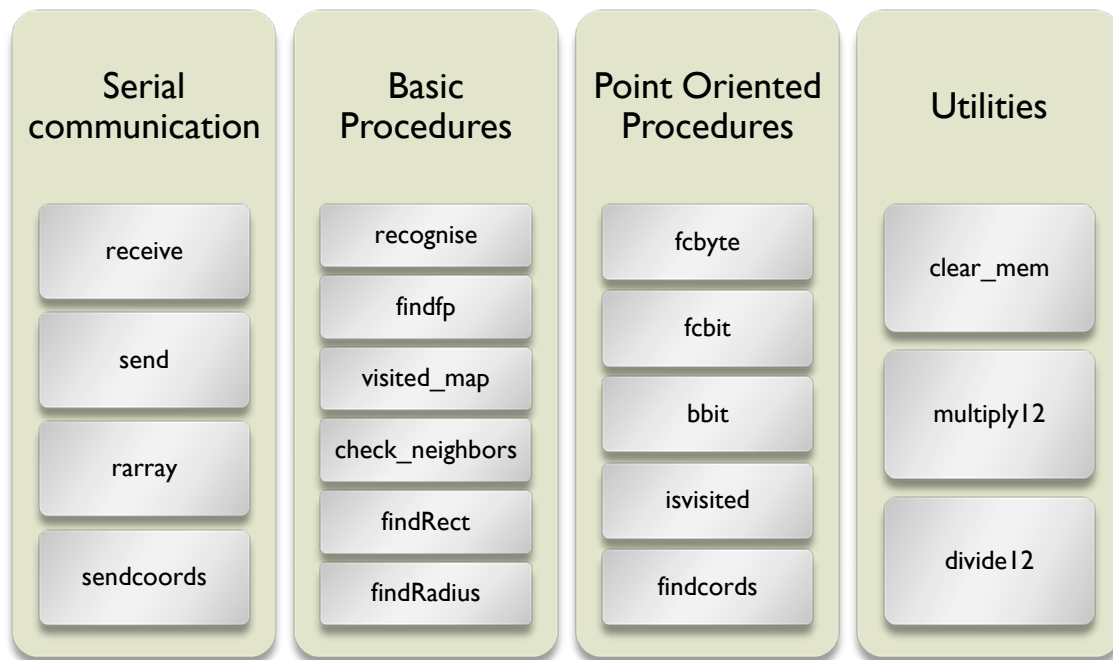 Serial
communication
receive
send
rarray
sendcoords
Basic
Procedures
recognise
findfp
visited_map
check_neighbors
findRect
findRadius
Point Oriented
Procedures
fcbyte
fcbit
bbit
isvisited
findcords
Utilities
clear_mem
multiply12
divide12